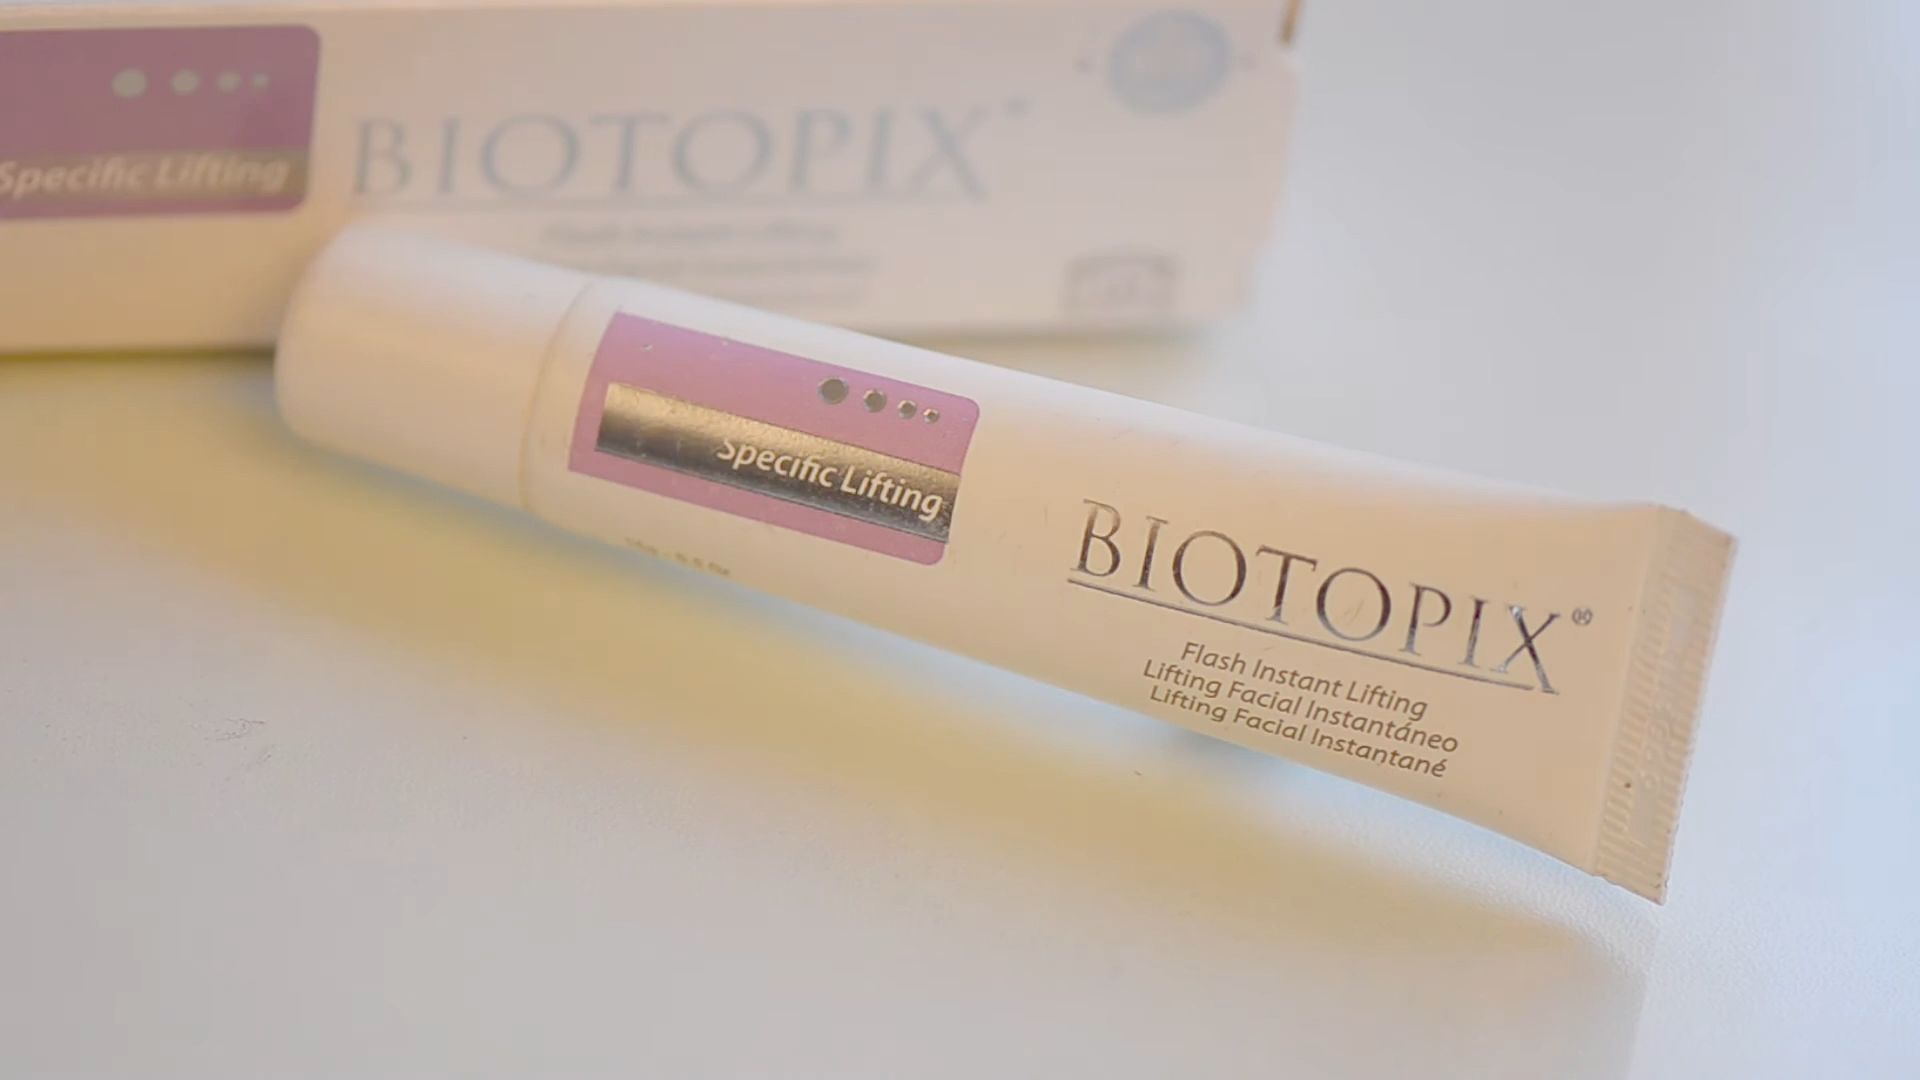 Specific Lifting
BIOTOPIX
Specific Lifting
BIOTOPIX®
Flash Instant Lifting
Lifting Facial Instantáneo
Lifting Facial Instantané